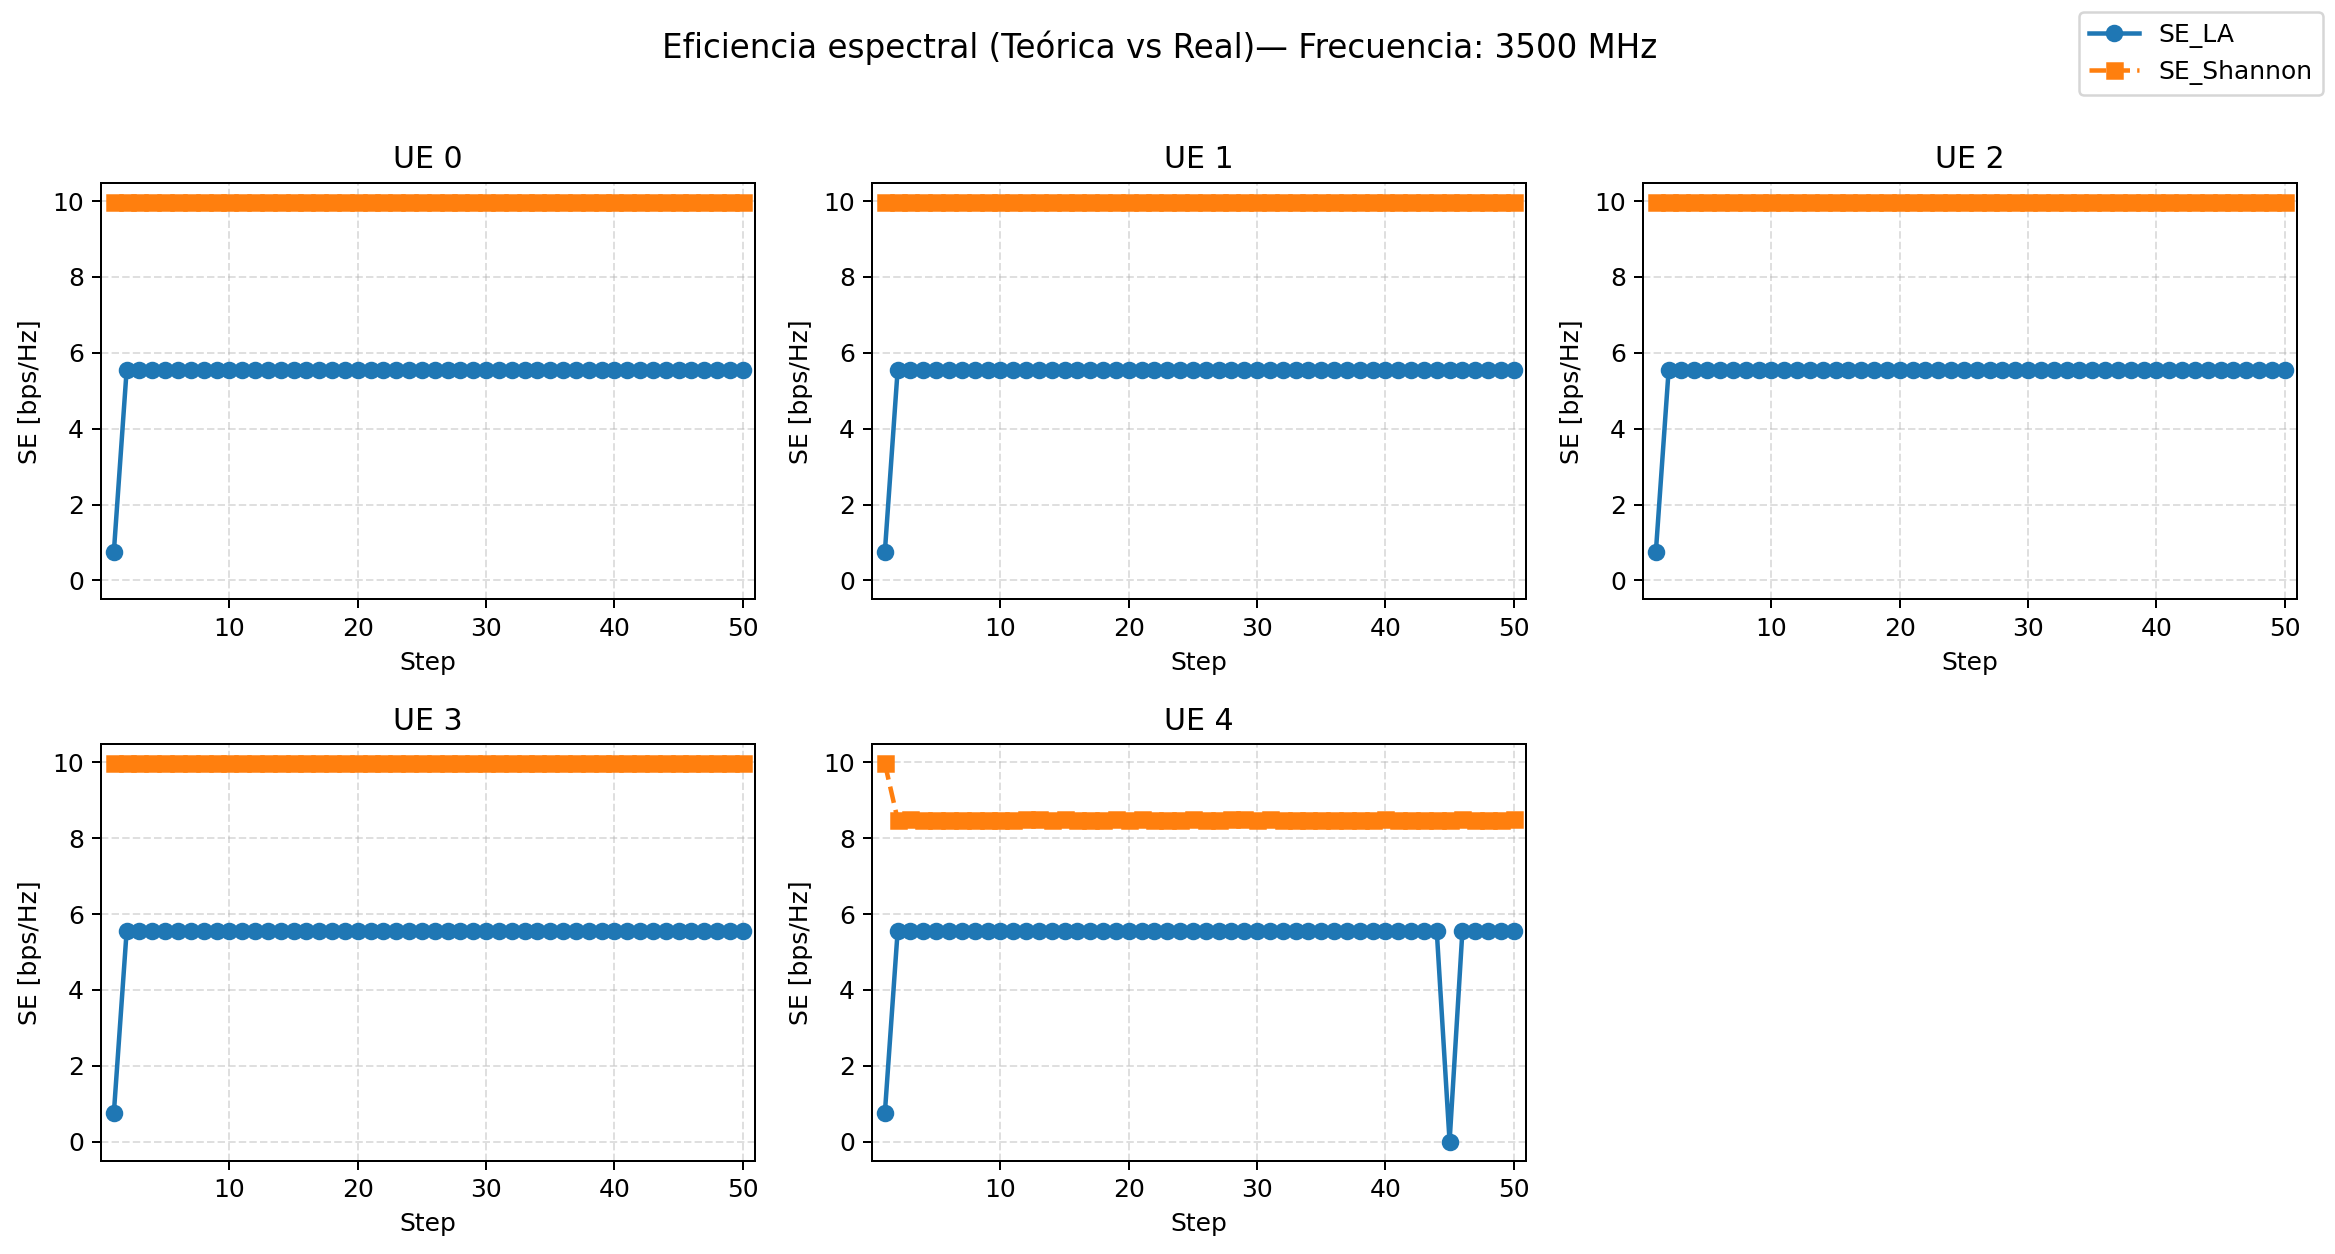 Eficiencia espectral (Teórica vs Real)— Frecuencia: 3500 MHz
SE_LA
SE_Shannon
UE 0
SE [bps/Hz]
10
8
6
4
2
0
10 20 30 40 50
Step
UE 1
SE [bps/Hz]
10
8
6
4
2
0
10 20 30 40 50
Step
UE 2
SE [bps/Hz]
10
8
6
4
2
0
10 20 30 40 50
Step
UE 3
SE [bps/Hz]
10
8
6
4
2
0
10 20 30 40 50
Step
UE 4
SE [bps/Hz]
10
8
6
4
2
0
10 20 30 40 50
Step